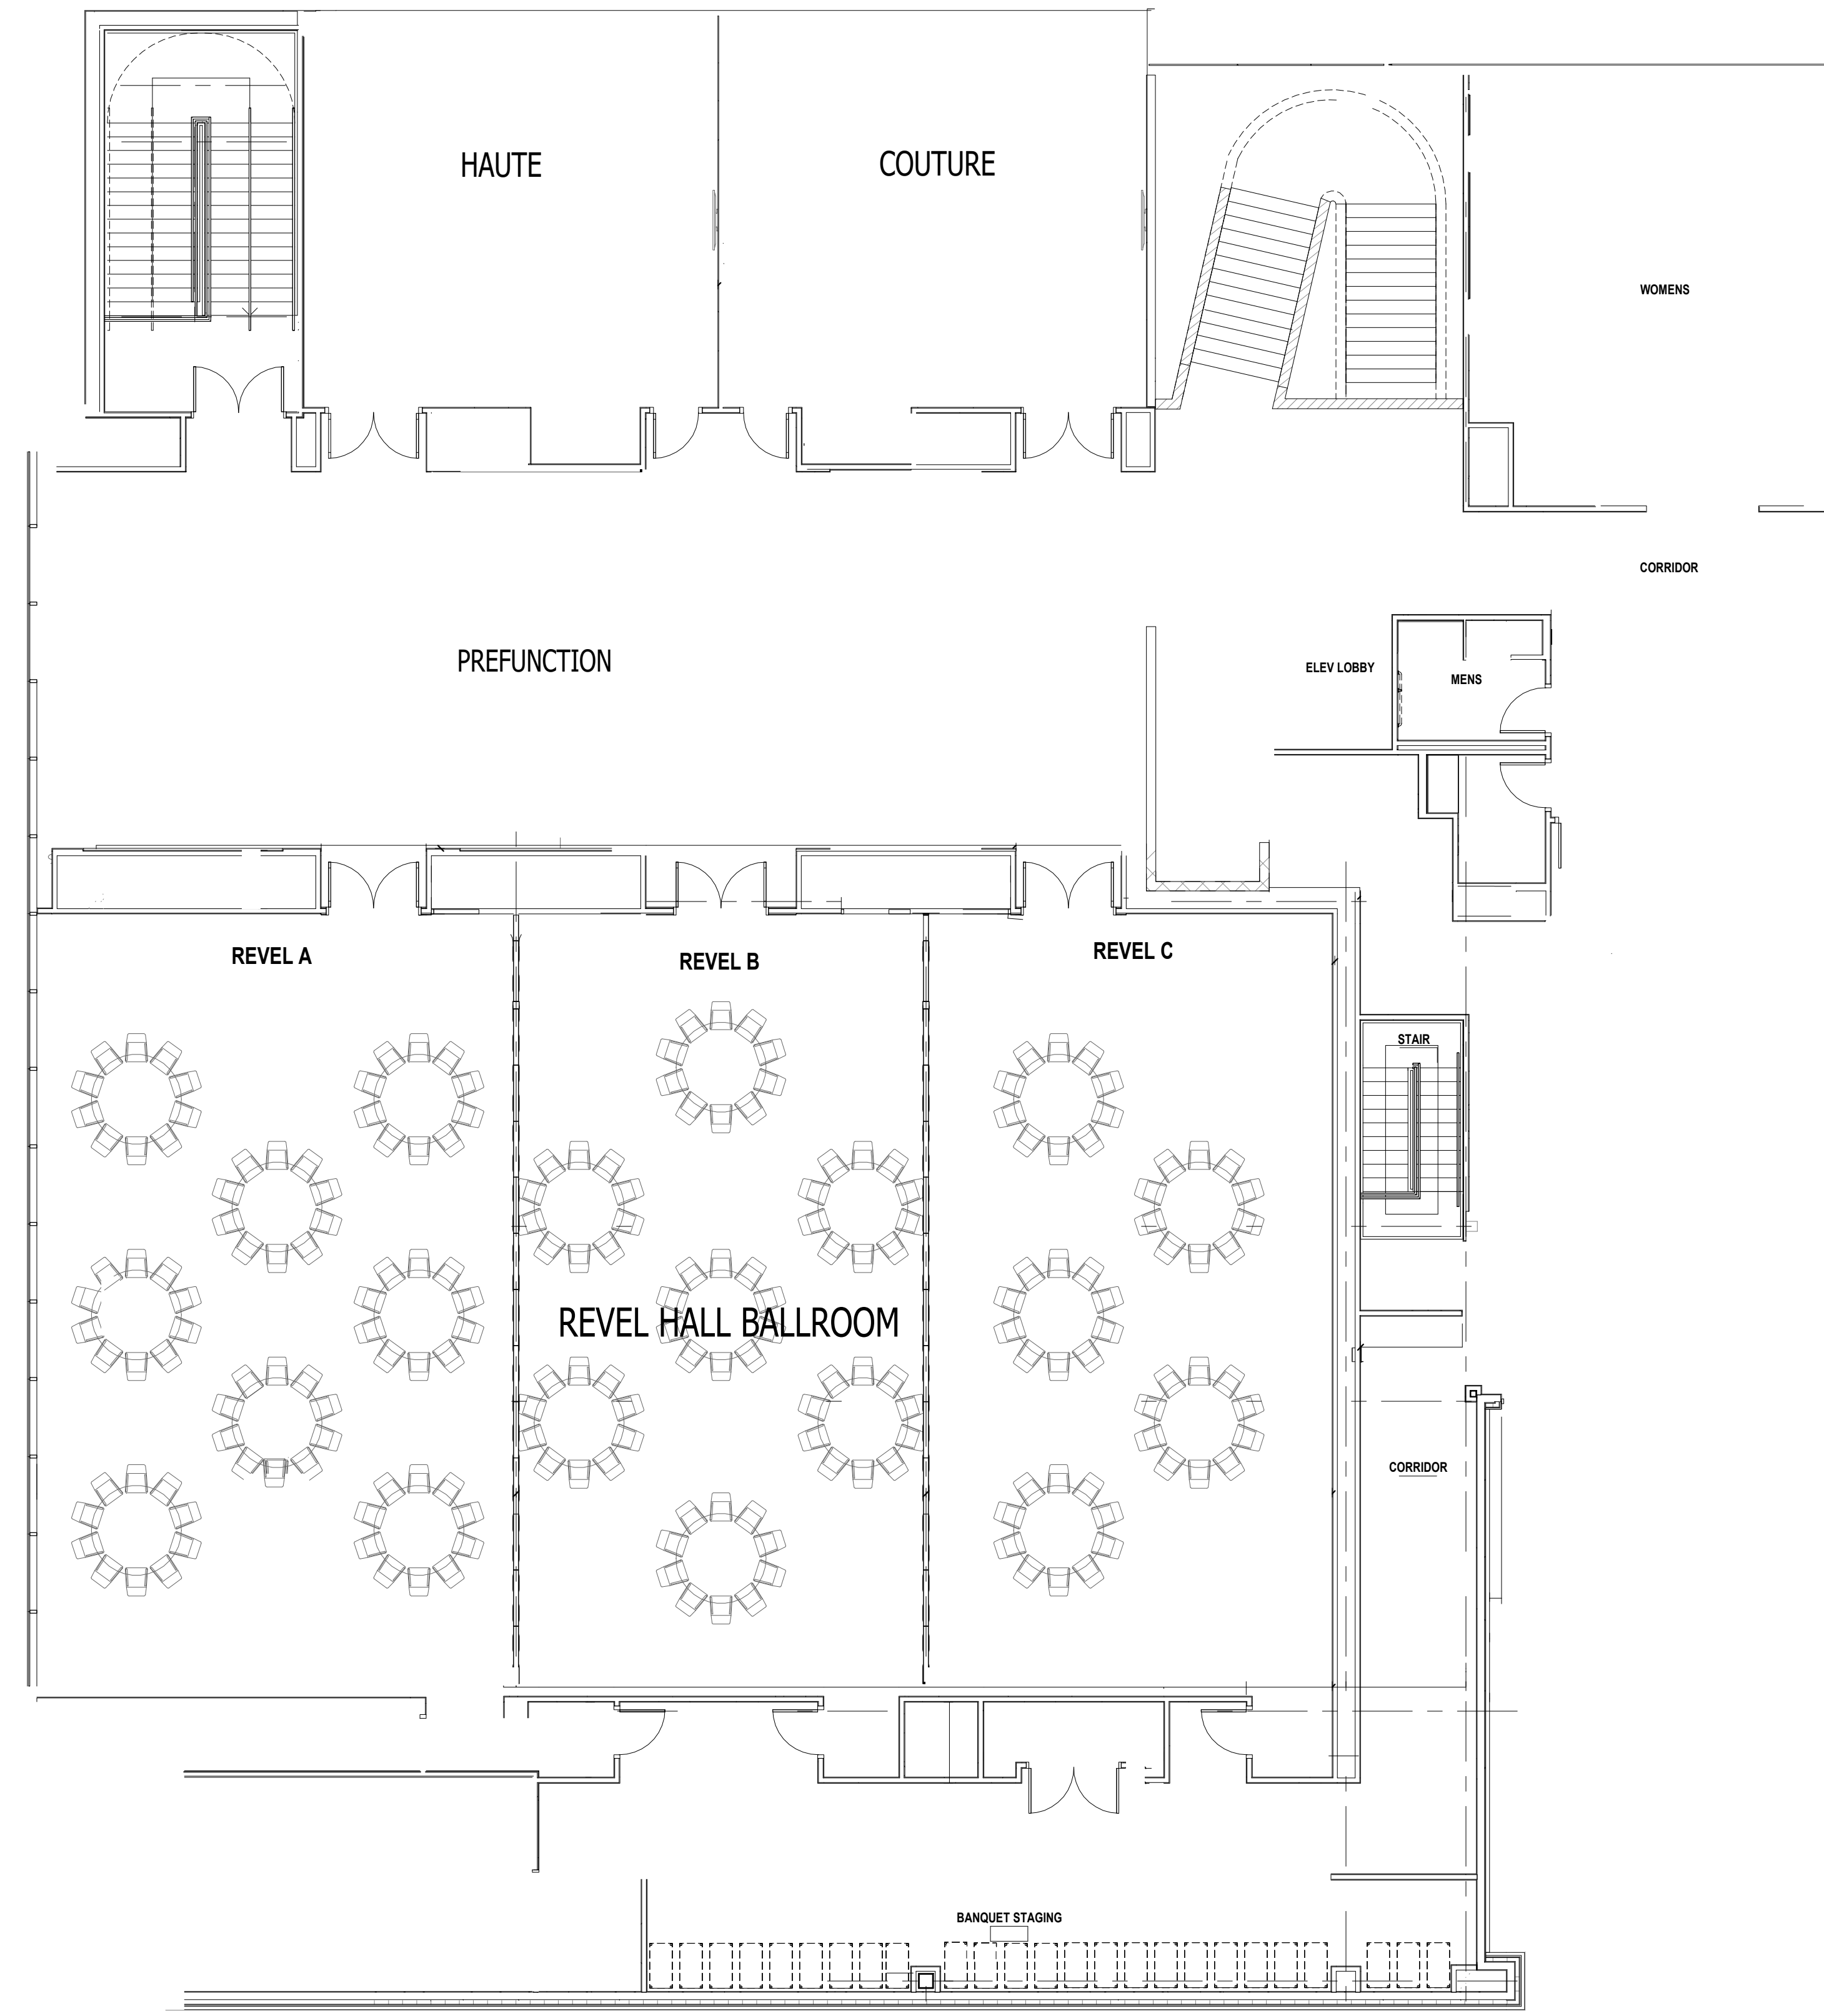 HAUTE
COUTURE
WOMENS
CORRIDOR
PREFUNCTION
ELEV LOBBY
MENS
REVEL A
REVEL B
REVEL C
STAIR
REVEL HALL BALLROOM
CORRIDOR
BANQUET STAGING